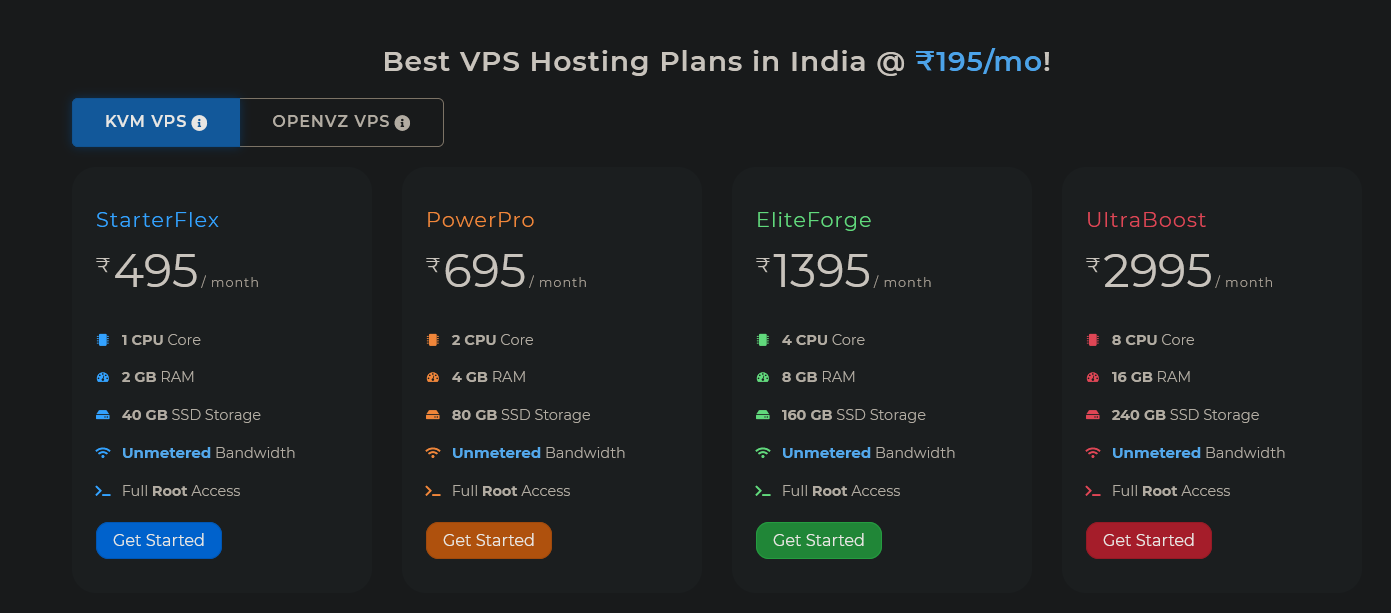 Best VPS Hosting Plans in India @ ₹195/mo!
KVM VPS
OPENVZ VPS
StarterFlex
₹495/ month
1 CPU Core
2 GB RAM
40 GB SSD Storage
Unmetered Bandwidth
Full Root Access
Get Started
PowerPro
₹695/ month
2 CPU Core
4 GB RAM
80 GB SSD Storage
Unmetered Bandwidth
Full Root Access
Get Started
EliteForge
₹1395/ month
4 CPU Core
8 GB RAM
160 GB SSD Storage
Unmetered Bandwidth
Full Root Access
Get Started
UltraBoost
₹2995/ month
8 CPU Core
16 GB RAM
240 GB SSD Storage
Unmetered Bandwidth
Full Root Access
Get Started